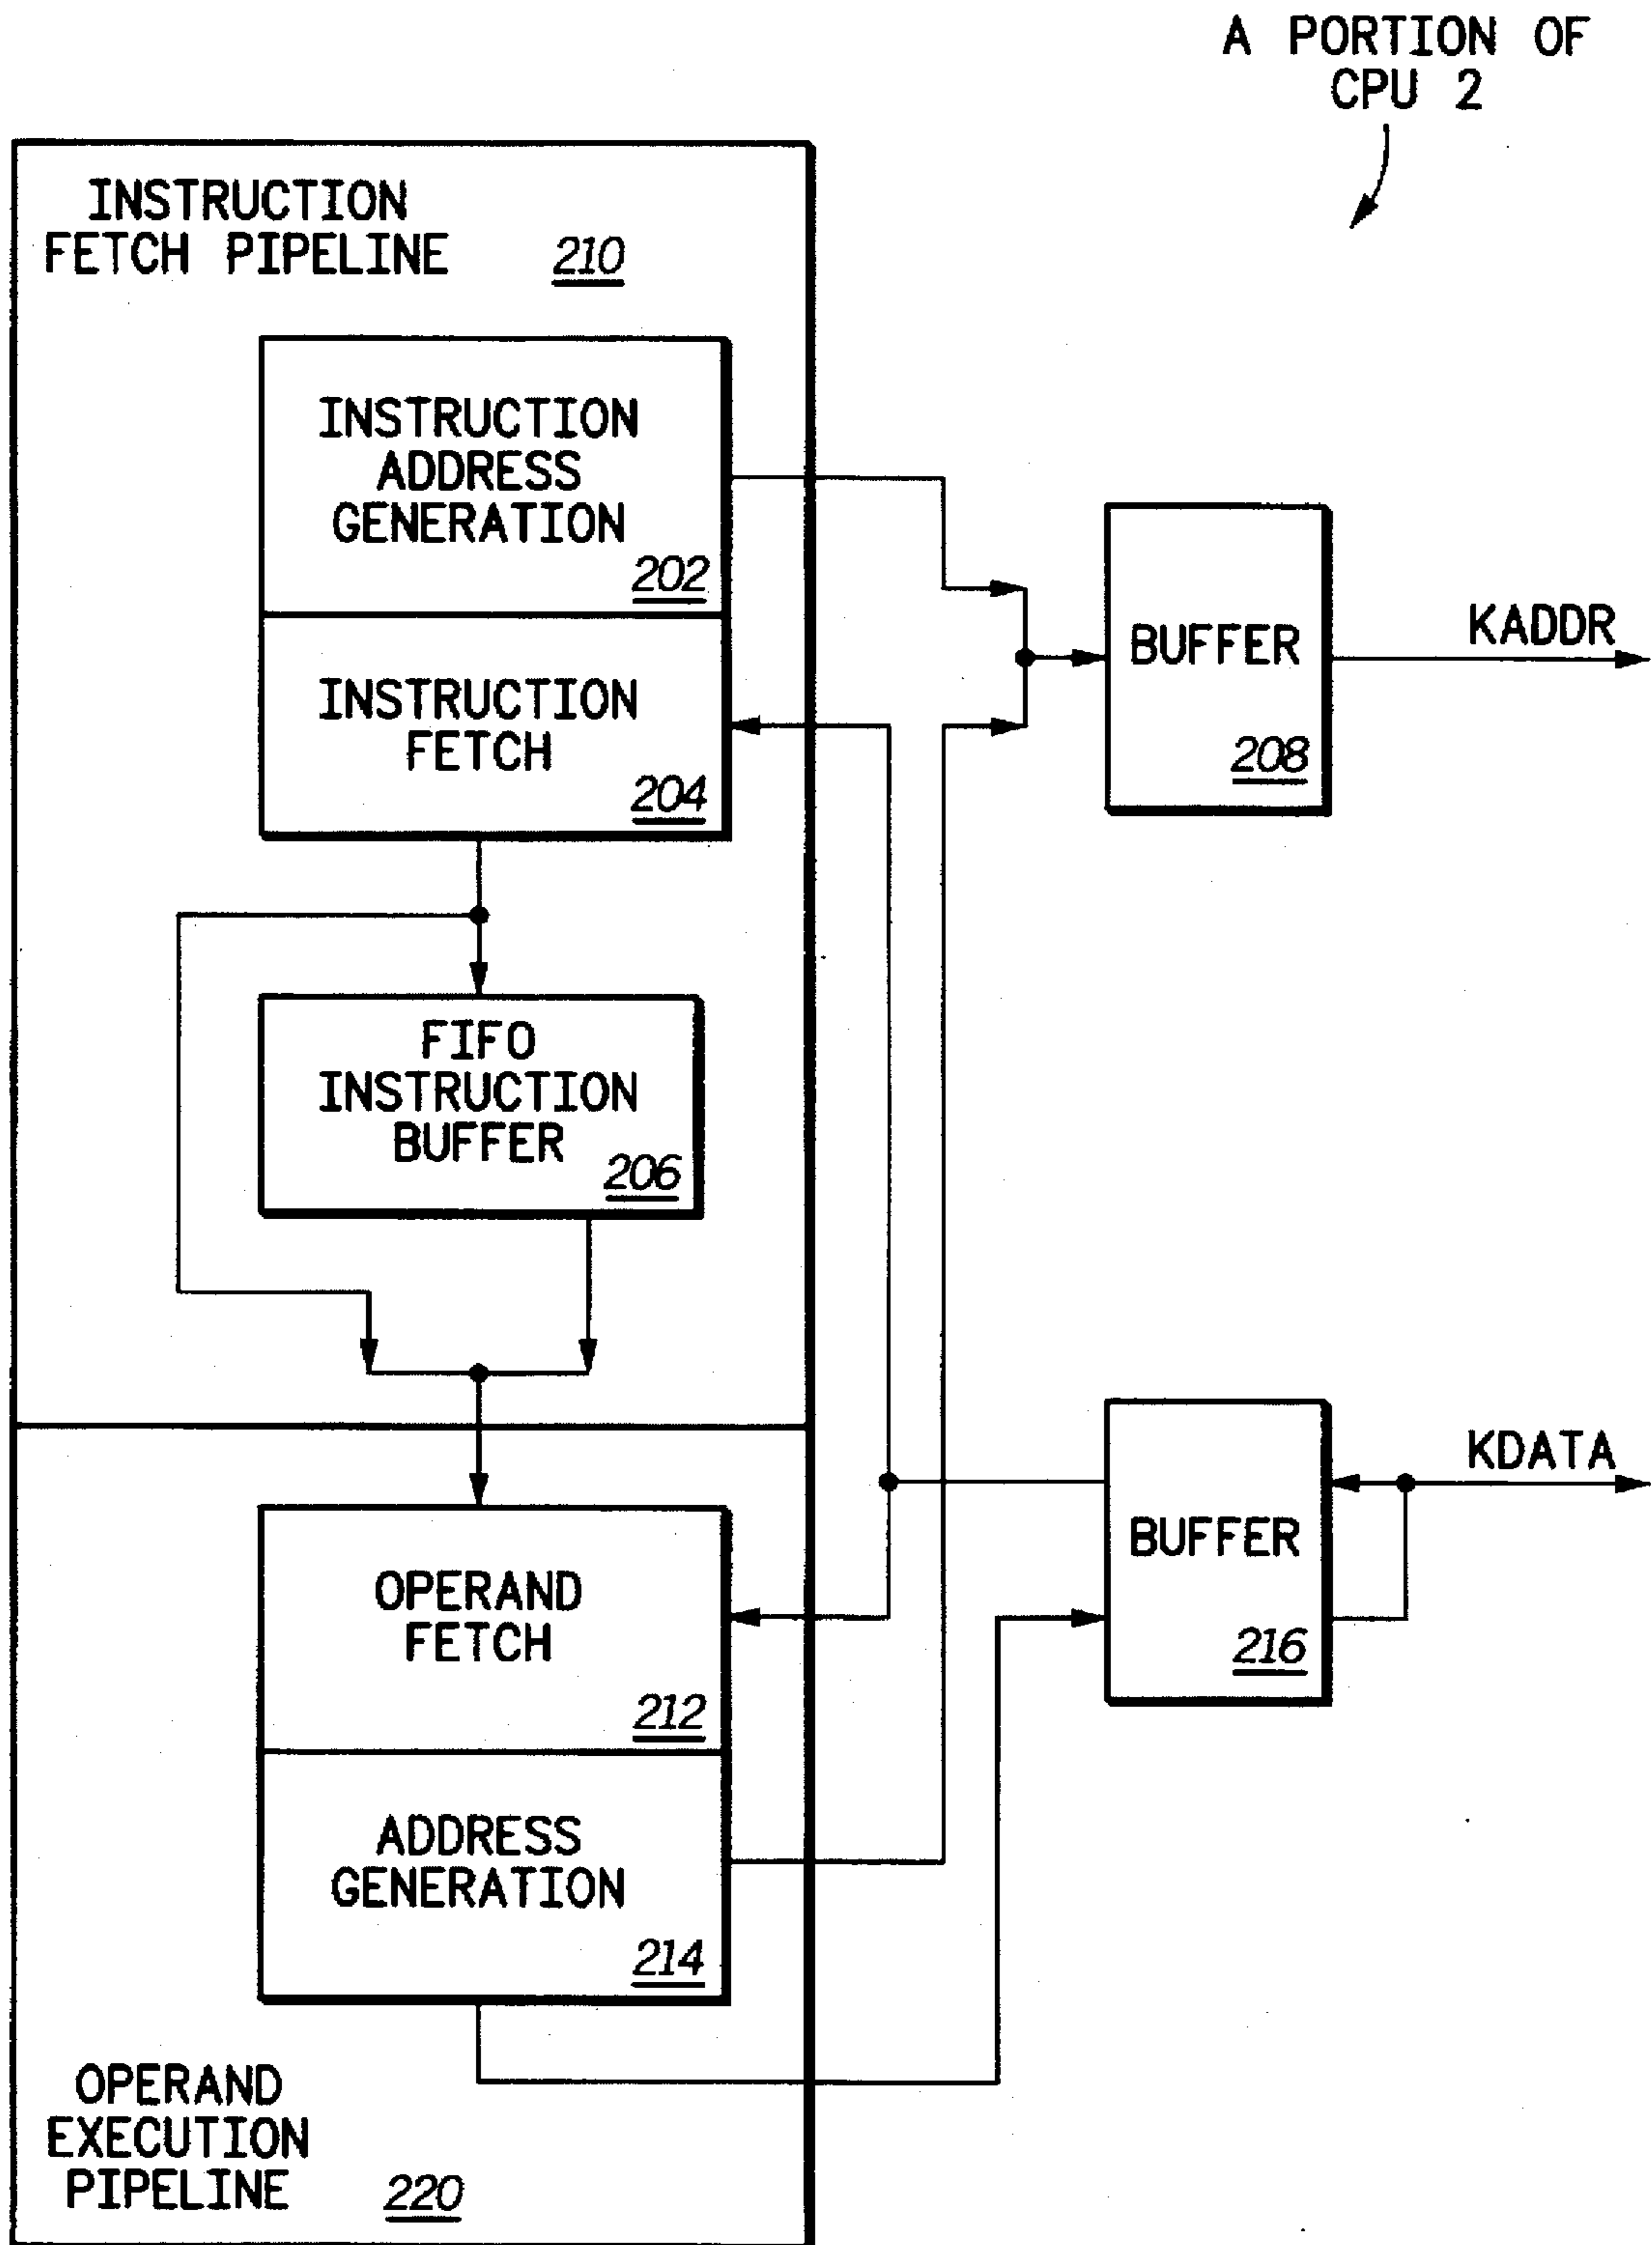 A PORTION OF
CPU 2
INSTRUCTION
FETCH PIPELINE 210
INSTRUCTION
ADDRESS
GENERATION
202
INSTRUCTION
FETCH
204
BUFFER
208
KADDR
FIFO
INSTRUCTION
BUFFER
206
OPERAND
FETCH
212
BUFFER
216
KDATA
ADDRESS
GENERATION
214
OPERAND
EXECUTION
PIPELINE 220